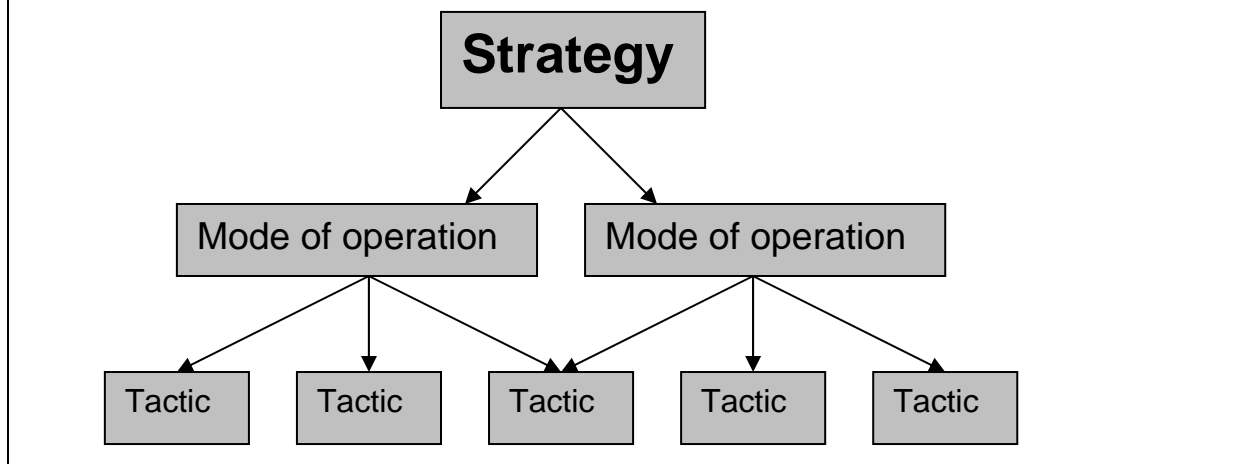 Strategy
Mode of operation
Mode of operation
Tactic
Tactic
Tactic
Tactic
Tactic